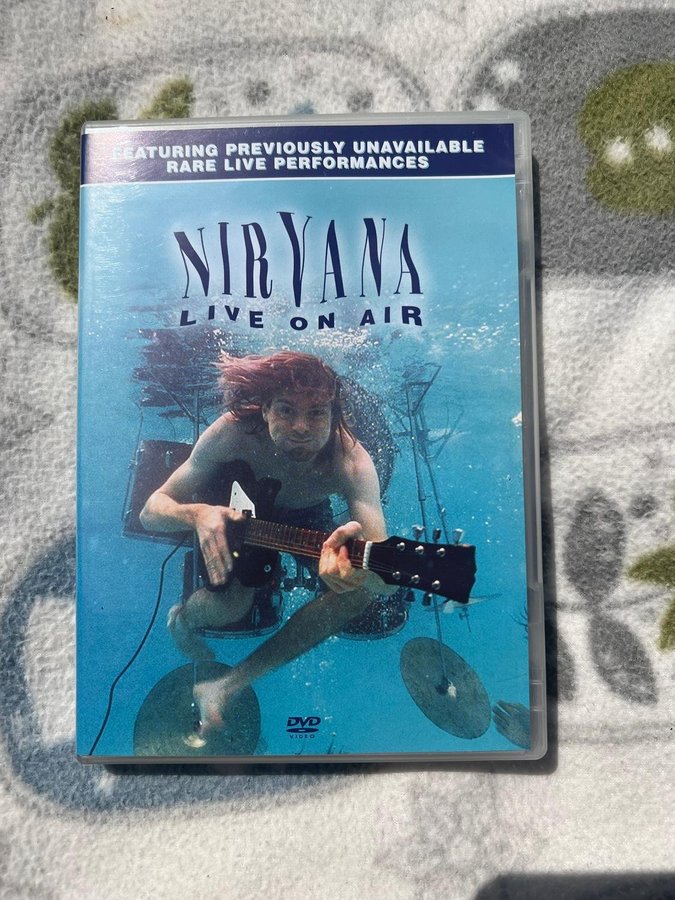 FEATURING PREVIOUSLY UNAVAILABLE
RARE LIVE PERFORMANCES
NIRVANA
LIVE ON AIR
DVD
VIDEO